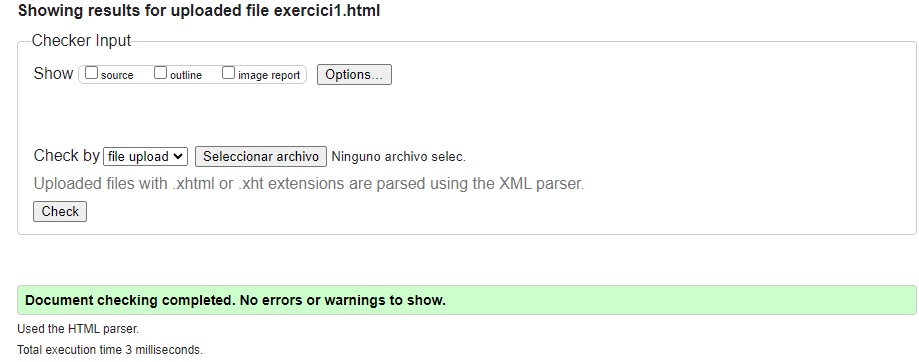 Showing results for uploaded file exercici1.html
Checker Input
Show source outline image report Options...
Check by file upload Seleccionar archivo Ninguno archivo selec.
Uploaded files with .xhtml or .xht extensions are parsed using the XML parser.
Check
Document checking completed. No errors or warnings to show.
Used the HTML parser.
Total execution time 3 milliseconds.